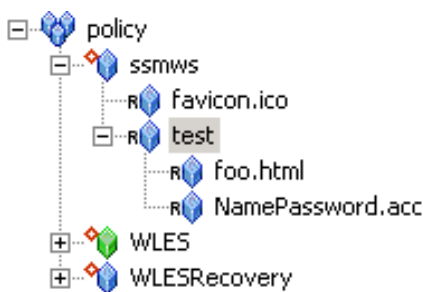 policy
ssmws
R favicon.ico
R test
R foo.html
R NamePassword.acc
WLES
WLESRecovery